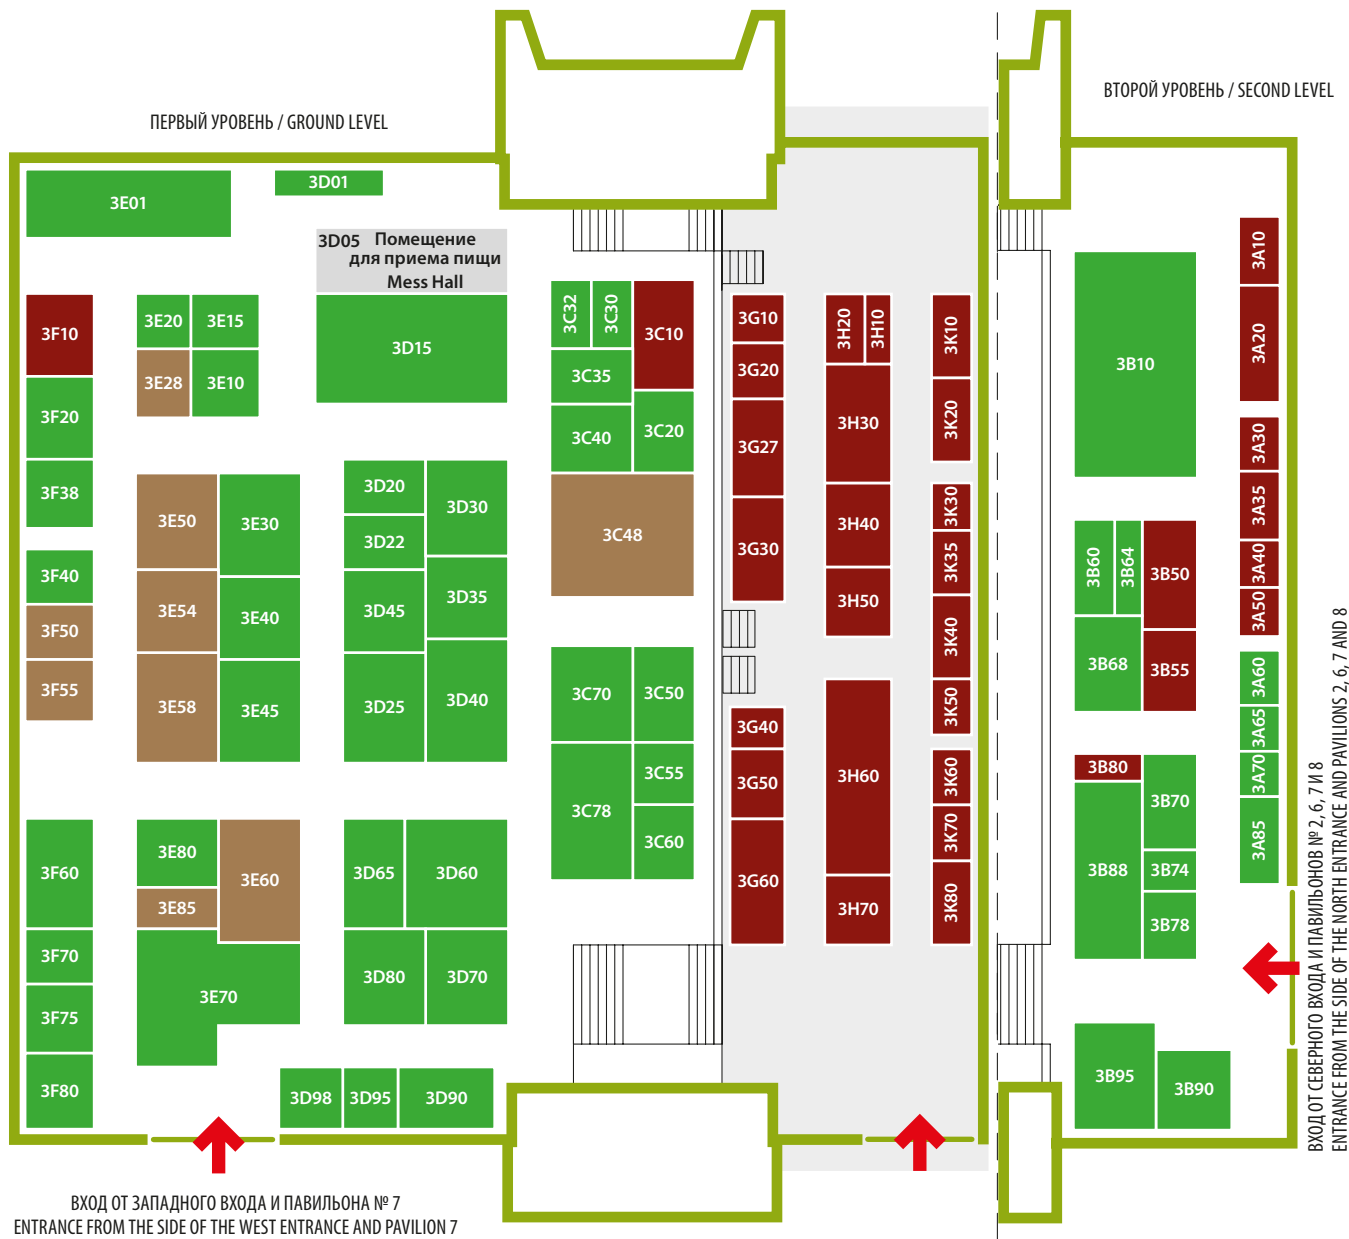 ПЕРВЫЙ УРОВЕНЬ / GROUND LEVEL
ВТОРОЙ УРОВЕНЬ / SECOND LEVEL
3E01
3D01
3D05 Помещение
для приема пищи
Mess Hall
3F10
3F20
3F38
3F40
3F50
3F55
3F60
3F70
3F75
3F80
3E20
3E15
3E28
3E10
3E50
3E30
3E54
3E40
3E58
3E45
3E80
3E60
3E85
3E70
3D15
3D20
3D30
3D22
3D45
3D35
3D25
3D40
3D65
3D60
3D80
3D70
3D98
3D95
3D90
3C32
3C30
3C10
3C35
3C40
3C20
3C48
3C70
3C50
3C55
3C78
3C60
3G10
3G20
3G27
3G30
3G40
3G50
3G60
3H20
3H10
3H30
3H40
3H50
3H60
3H70
3K10
3K20
3K30
3K35
3K40
3K50
3K60
3K70
3K80
3B10
3B60
3B64
3B50
3B68
3B55
3B80
3B70
3B88
3B74
3B78
3B95
3B90
3A10
3A20
3A30
3A35
3A40
3A50
3A60
3A65
3A70
3A85
ВХОД ОТ СЕВЕРНОГО ВХОДА И ПАВИЛЬОНОВ № 2, 6, 7 И 8
ENTRANCE FROM THE SIDE OF THE NORTH ENTRANCE AND PAVILIONS 2, 6, 7 AND 8
ВХОД ОТ ЗАПАДНОГО ВХОДА И ПАВИЛЬОНА № 7
ENTRANCE FROM THE SIDE OF THE WEST ENTRANCE AND PAVILION 7